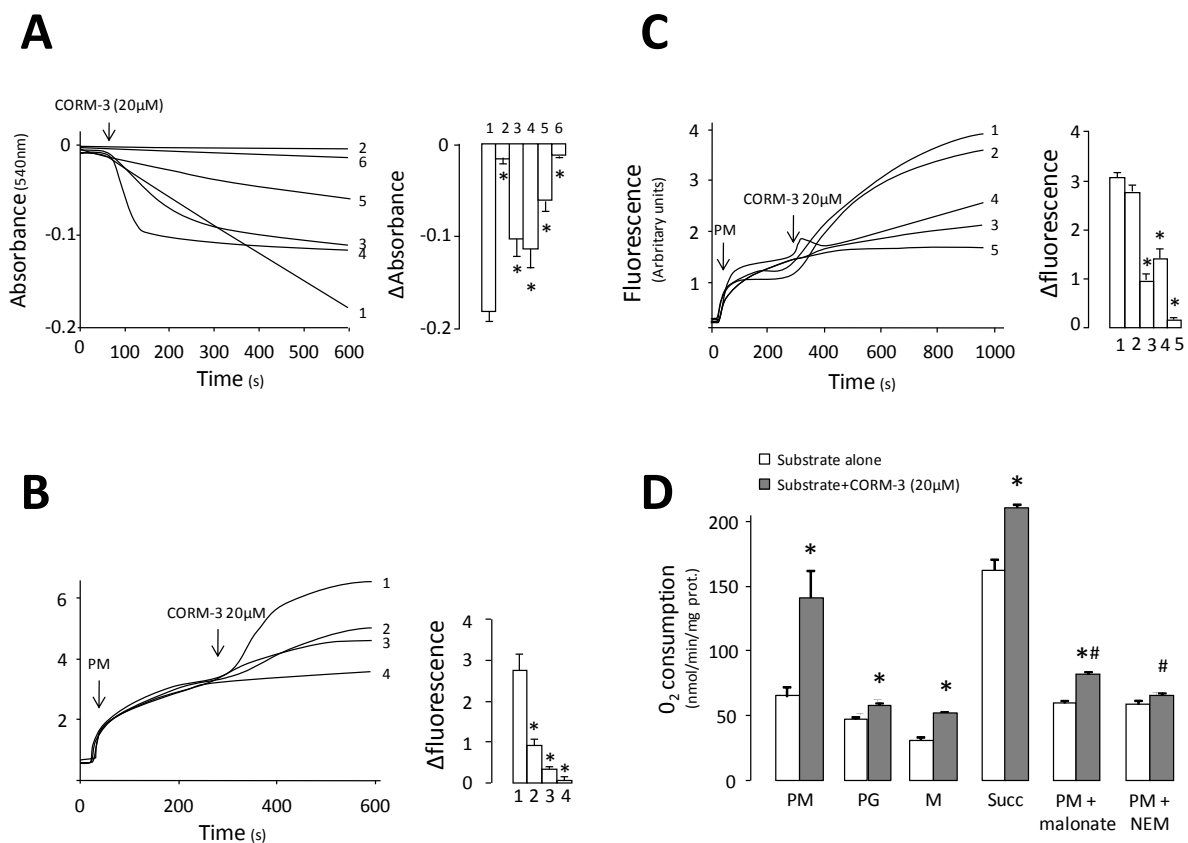 A
CORM-3 (20µM)
Absorbance (540nm)
0
-0.1
-0.2
2
6
5
3
4
1
0 100 200 300 400 500 600
Time (s)
ΔAbsorbance
1 2 3 4 5 6
0
-0.1
-0.2
*
*
*
*
*
C
Fluorescence
(Arbritary units)
4
3
2
1
PM
CORM-3 20µM
1
2
4
3
5
0 200 400 600 800 1000
Time (s)
Δfluorescence
4
3
2
1
0
*
*
*
1 2 3 4 5
B
6
4
2
PM
CORM-3 20µM
1
2
3
4
0 200 400 600
Time (s)
Δfluorescence
4
3
2
1
0
*
*
*
1 2 3 4
D
Substrate alone
Substrate+CORM-3 (20µM)
0₂ consumption
(nmol/min/mg prot.)
200
150
100
50
0
*
*
*
*
*#
#
PM PG M Succ PM + PM +
malonate NEM